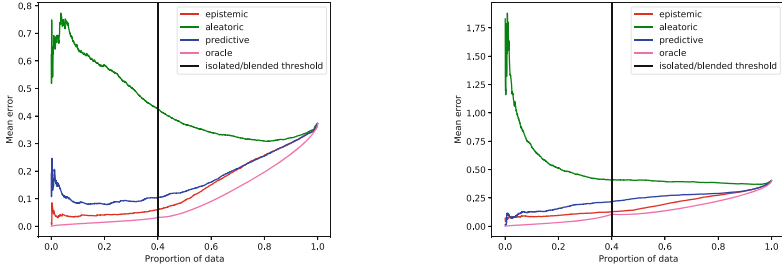 0.8
0.7
0.6
0.5
0.4
0.3
0.2
0.1
0.0
Mean error
0.0 0.2 0.4 0.6 0.8 1.0
Proportion of data
epistemic
aleatoric
predictive
oracle
isolated/blended threshold
1.75
1.50
1.25
1.00
0.75
0.50
0.25
0.00
Mean error
0.0 0.2 0.4 0.6 0.8 1.0
Proportion of data
epistemic
aleatoric
predictive
oracle
isolated/blended threshold